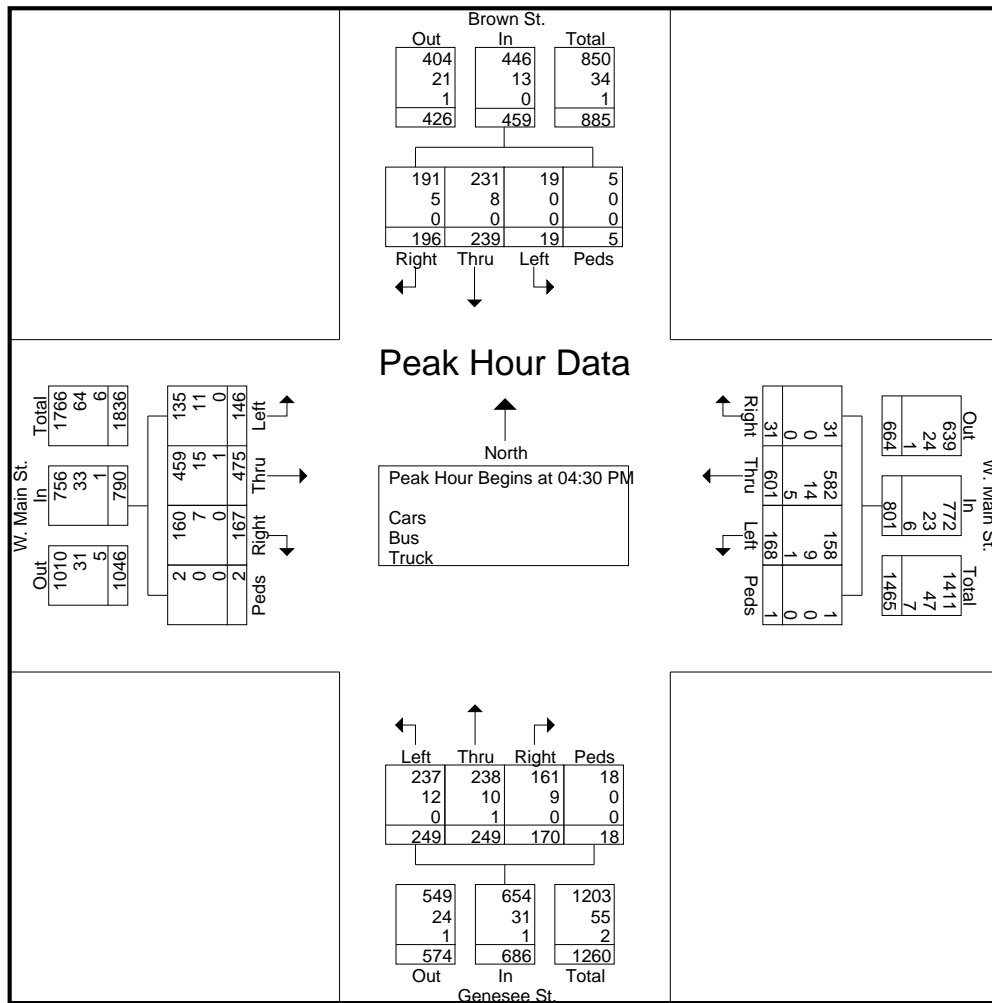 Brown St.
Out In Total
404 446 850
21 13 34
1 0 1
426 459 885
191 231 19 5
5 8 0 0
0 0 0 0
196 239 19 5
Right Thru Left Peds
Peak Hour Data
North
Peak Hour Begins at 04:30 PM
Cars
Bus
Truck
W. Main St.
Out In Total
1010 756 1766
31 33 64
5 1 6
1046 790 1836
Peds Right Thru Left
2 160 459 135
0 7 15 11
0 0 1 0
2 167 475 146
W. Main St.
Out In Total
639 772 1411
24 23 47
1 6 7
664 801 1465
Right Thru Left Peds
31 582 158 1
0 14 9 0
0 5 1 0
31 601 168 1
Left Thru Right Peds
237 238 161 18
12 10 9 0
0 1 0 0
249 249 170 18
549 654 1203
24 31 55
1 1 2
574 686 1260
Out In Total
Genesee St.